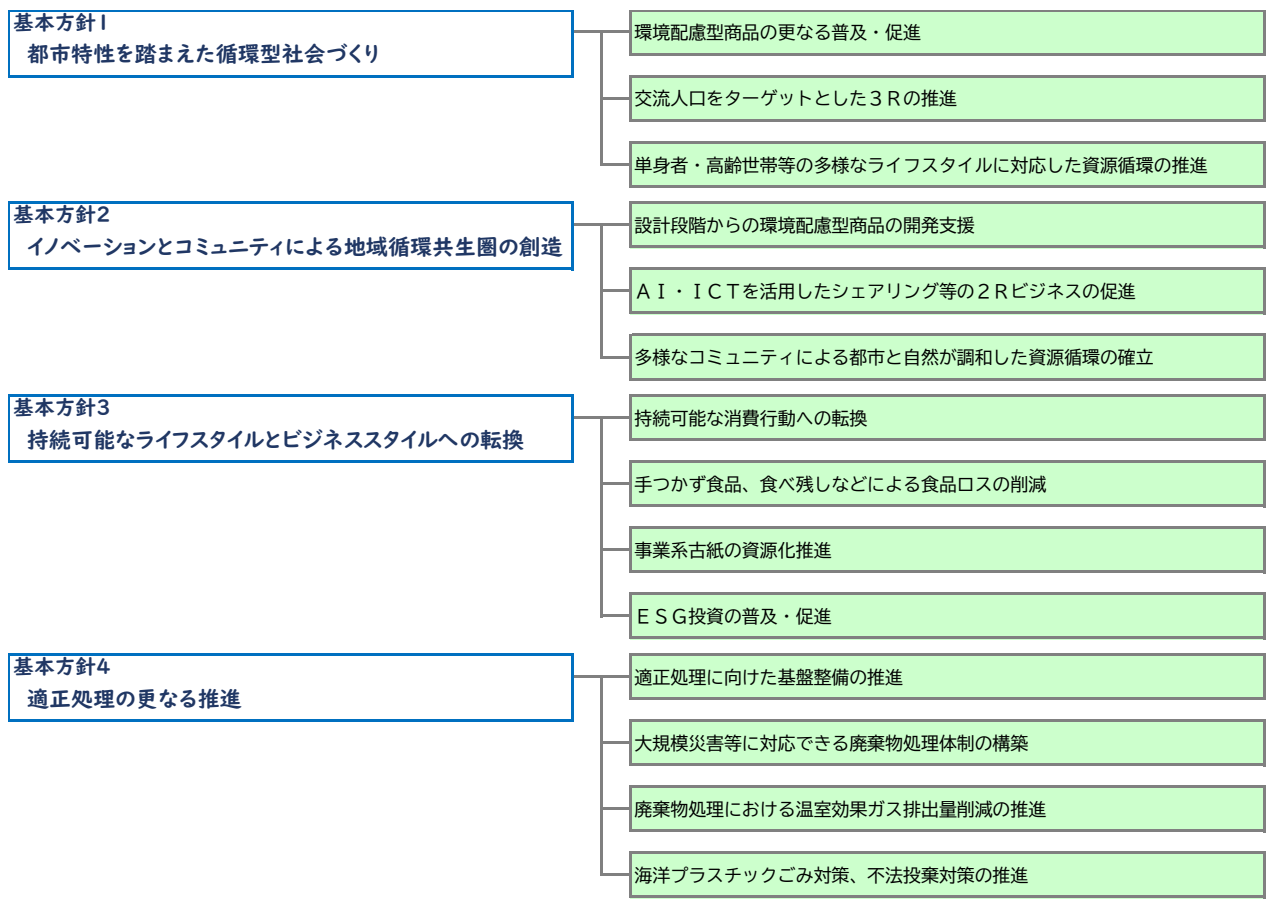 基本方針1
都市特性を踏まえた循環型社会づくり
環境配慮型商品の更なる普及・促進
交流人口をターゲットとした３Ｒの推進
単身者・高齢世帯等の多様なライフスタイルに対応した資源循環の推進
基本方針2
イノベーションとコミュニティによる地域循環共生圏の創造
設計段階からの環境配慮型商品の開発支援
ＡＩ・ＩＣＴを活用したシェアリング等の２Ｒビジネスの促進
多様なコミュニティによる都市と自然が調和した資源循環の確立
基本方針3
持続可能なライフスタイルとビジネススタイルへの転換
持続可能な消費行動への転換
手つかず食品、食べ残しなどによる食品ロスの削減
事業系古紙の資源化推進
ＥＳＧ投資の普及・促進
基本方針4
適正処理の更なる推進
適正処理に向けた基盤整備の推進
大規模災害等に対応できる廃棄物処理体制の構築
廃棄物処理における温室効果ガス排出量削減の推進
海洋プラスチックごみ対策、不法投棄対策の推進